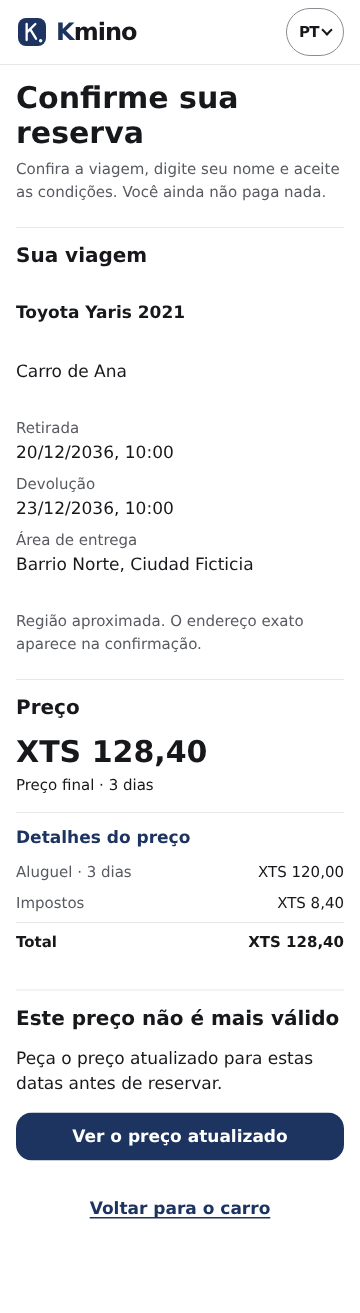 K. Kmino
PT
Confirme sua
reserva
Confira a viagem, digite seu nome e aceite
as condições. Você ainda não paga nada.
Sua viagem
Toyota Yaris 2021
Carro de Ana
Retirada
20/12/2036, 10:00
Devolução
23/12/2036, 10:00
Área de entrega
Barrio Norte, Ciudad Ficticia
Região aproximada. O endereço exato
aparece na confirmação.
Preço
XTS 128,40
Preço final · 3 dias
Detalhes do preço
Aluguel · 3 dias XTS 120,00
Impostos XTS 8,40
Total XTS 128,40
Este preço não é mais válido
Peça o preço atualizado para estas
datas antes de reservar.
Ver o preço atualizado
Voltar para o carro